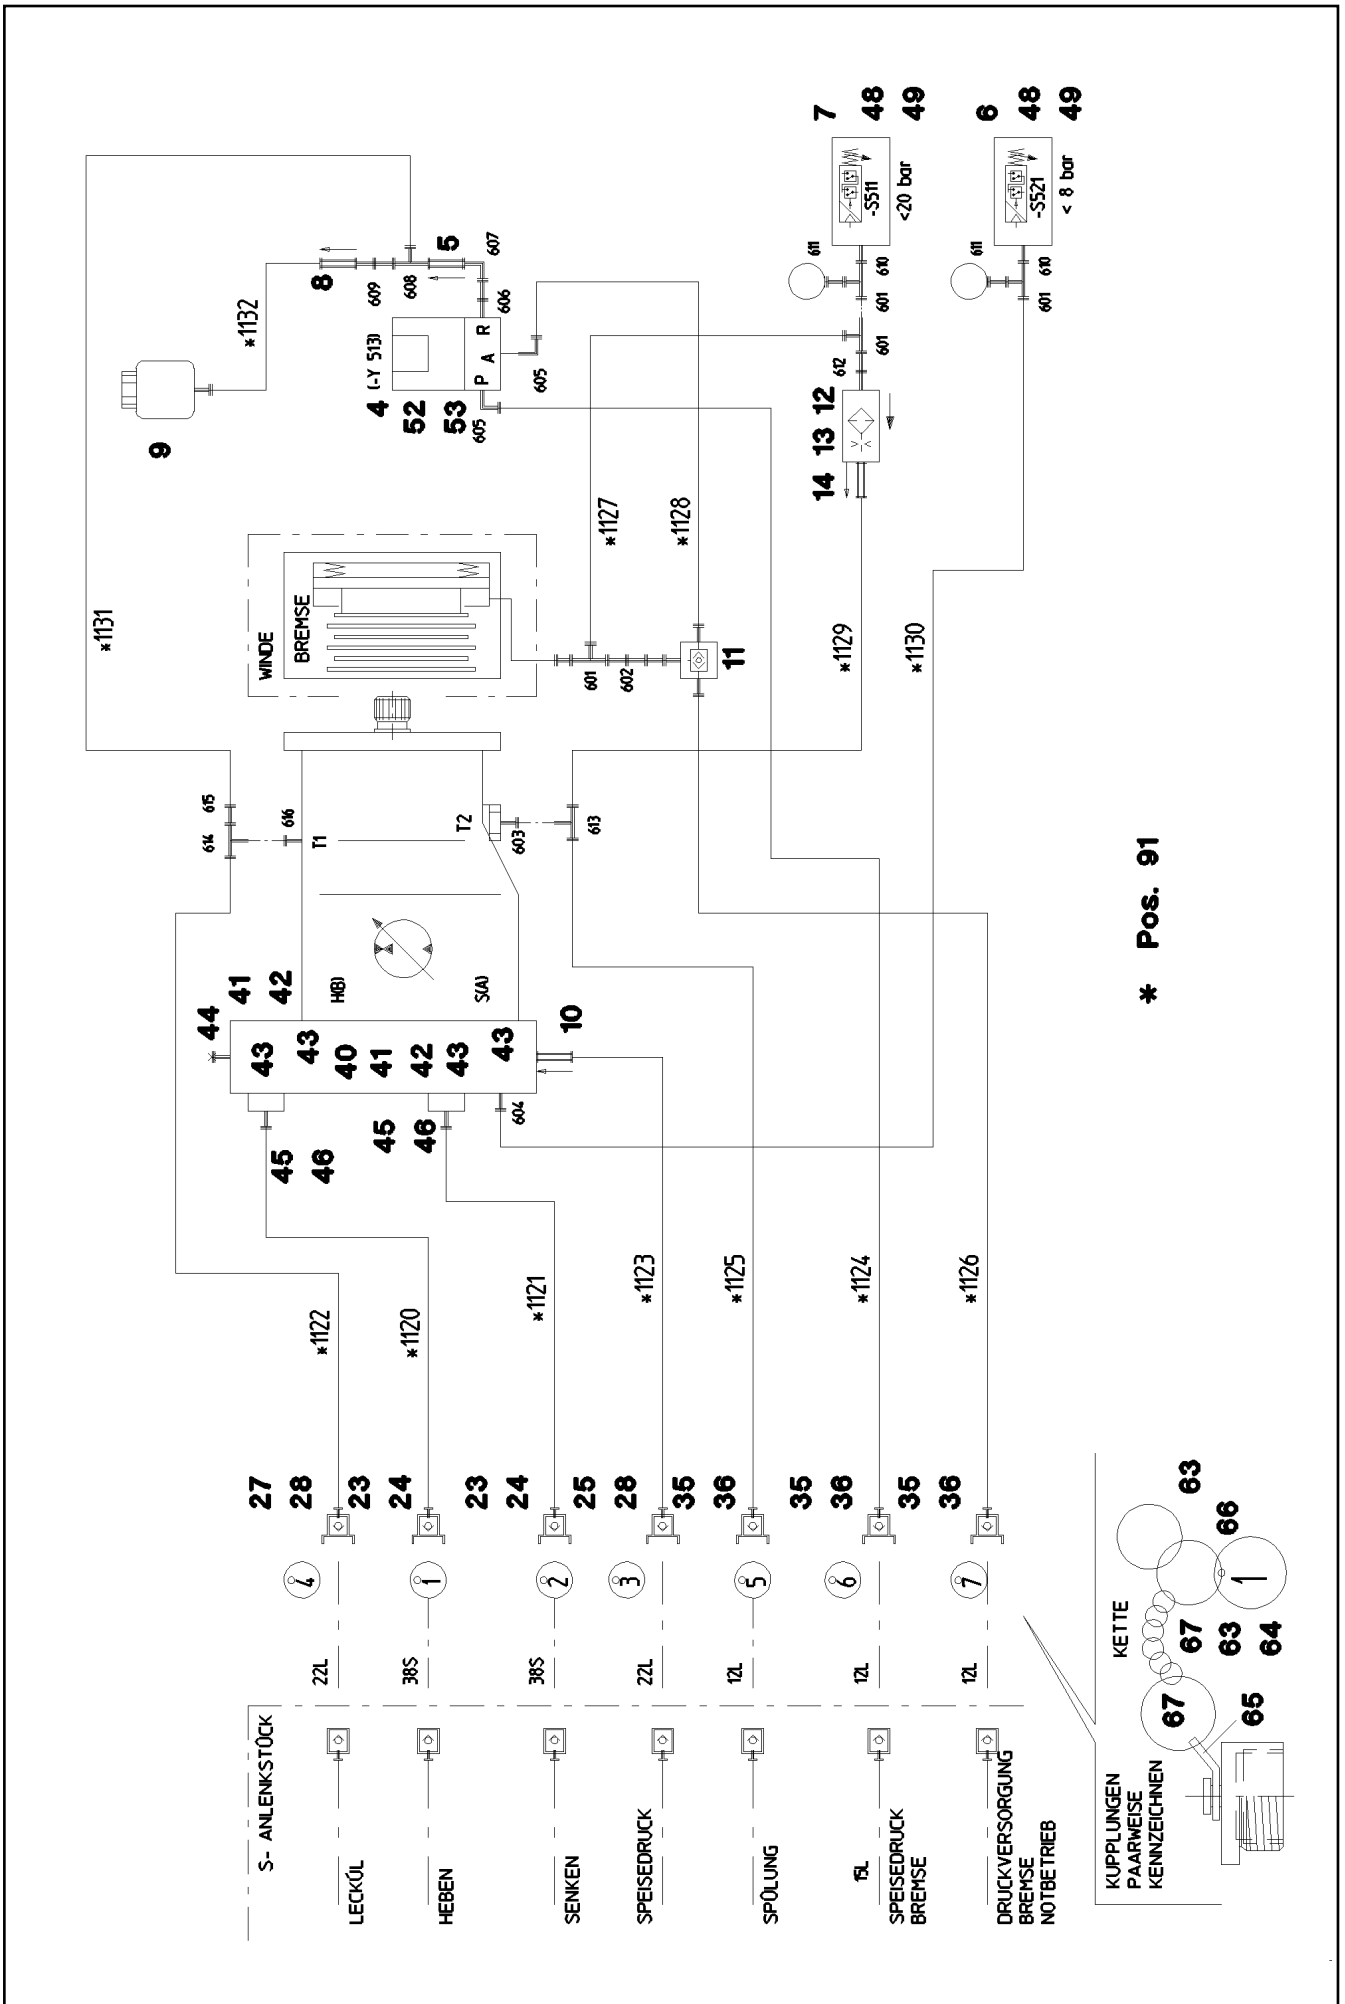 S- ANLENKSTÜCK
LECKÖL
HEBEN
SENKEN
SPEISEDRUCK
SPÜLUNG
15L
SPEISEDRUCK
BREMSE
DRUCKVERSORGUNG
BREMSE
NOTBETRIEB
22L
38S
38S
22L
12L
12L
12L
4
1
2
3
5
6
7
27
28
23
24
23
24
25
28
35
36
35
36
35
36
*1122
*1120
*1121
*1123
*1125
*1124
*1126
45
46
45
46
604
44
41
42
43
43
40
41
42
43
43
10
H(B)
S(A)
T1
T2
614
615
616
603
613
*1131
WINDE
BREMSE
601
602
11
*1127
*1128
*1129
*1130
9
*1132
8
609
608
5
607
606
4 (-Y 513)
52
53
P A R
605
605
14
13
12
612
601
601
610
611
-S511
<20 bar
7
48
49
601
610
611
-S521
< 8 bar
6
48
49
* Pos. 91
KUPPLUNGEN
PAARWEISE
KENNZEICHNEN
KETTE
67
65
67
63
64
66
63
1